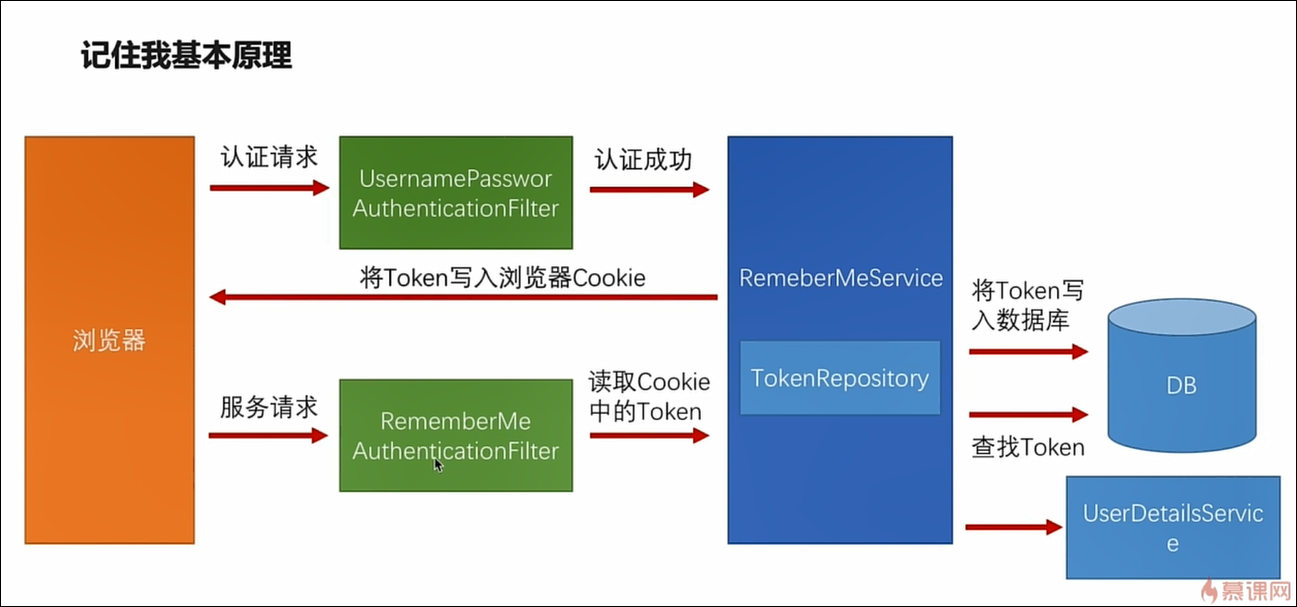 记住我基本原理
认证请求
UsernamePasswor
AuthenticationFilter
认证成功
将Token写入浏览器Cookie
浏览器
服务请求
RememberMe
AuthenticationFilter
读取Cookie
中的Token
RemeberMeService
TokenRepository
将Token写
入数据库
DB
查找Token
UserDetailsServic
e
慕课网